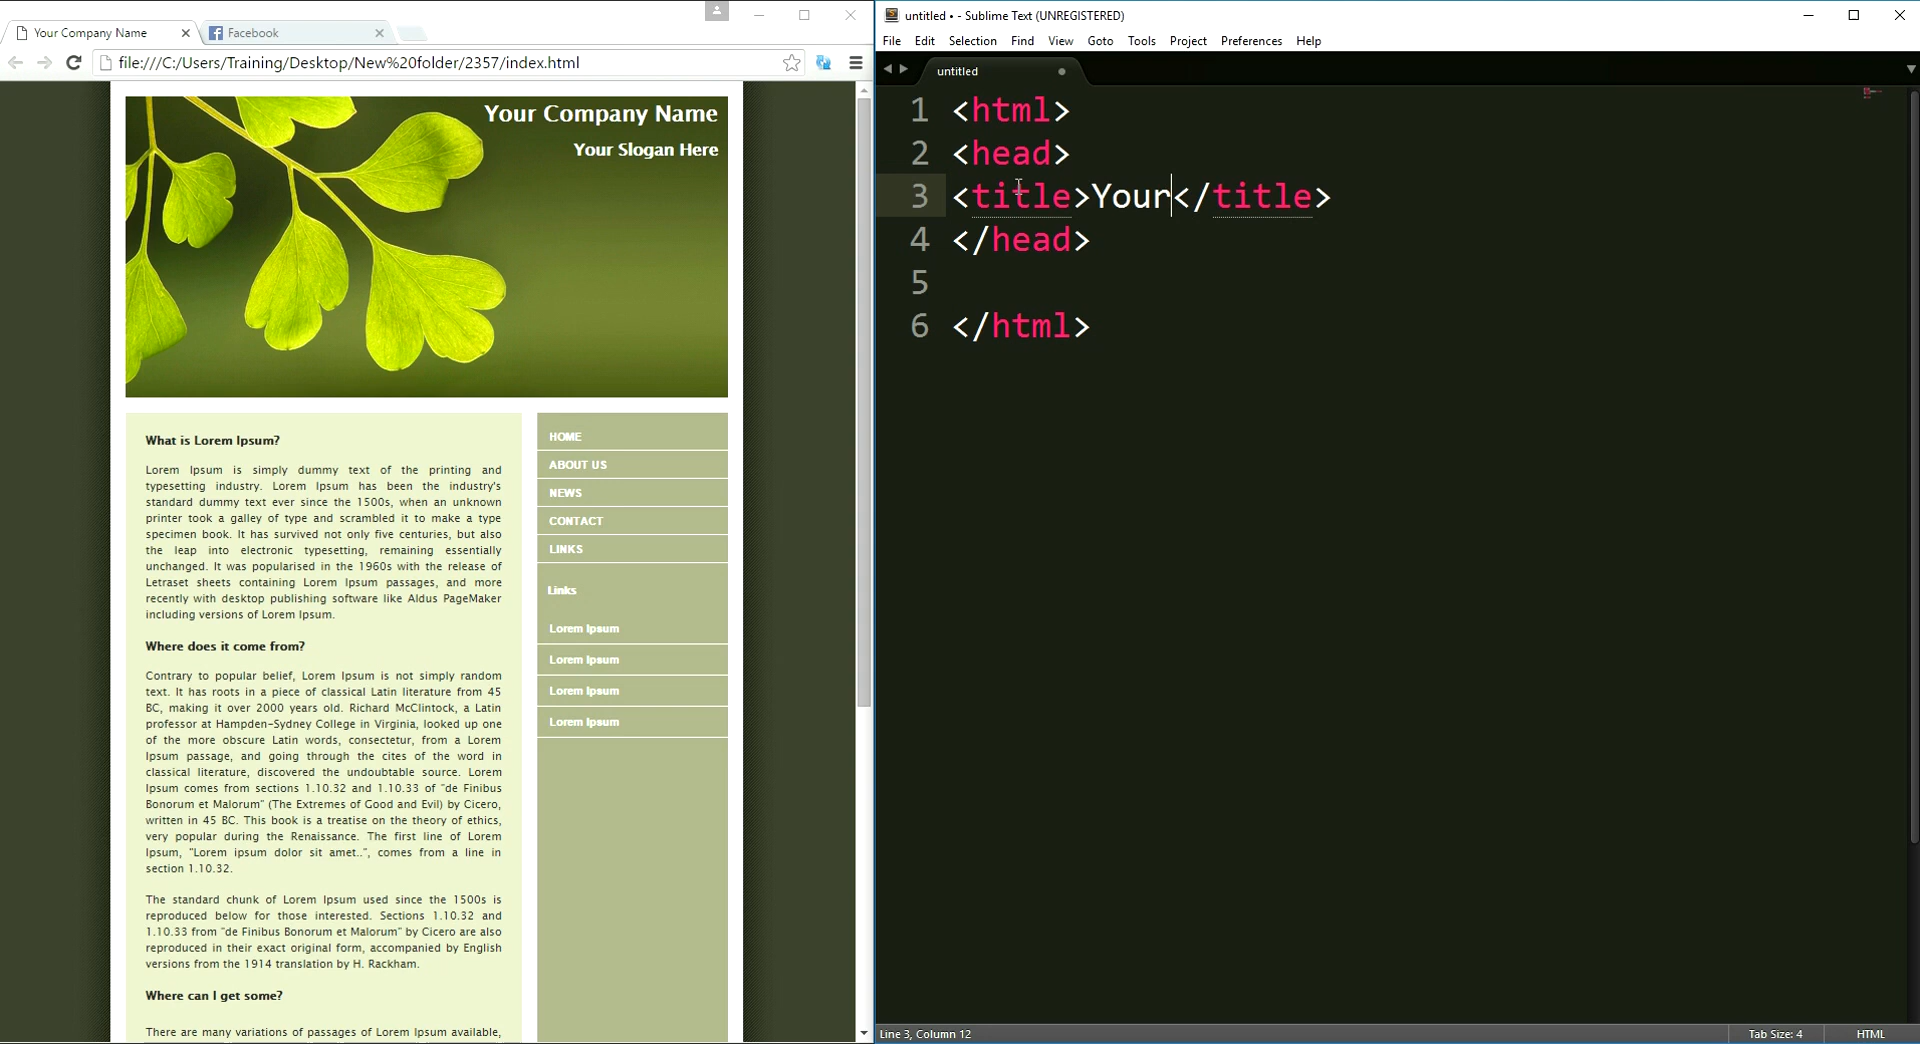 Your Company Name
Facebook
file:///C:/Users/Training/Desktop/New%20folder/2357/index.html
Your Company Name
Your Slogan Here
What is Lorem Ipsum?
Lorem Ipsum is simply dummy text of the printing and
typesetting industry. Lorem Ipsum has been the industry's
standard dummy text ever since the 1500s, when an unknown
printer took a galley of type and scrambled it to make a type
specimen book. It has survived not only five centuries, but also
the leap into electronic typesetting, remaining essentially
unchanged. It was popularised in the 1960s with the release of
Letraset sheets containing Lorem Ipsum passages, and more
recently with desktop publishing software like Aldus PageMaker
including versions of Lorem Ipsum.
Where does it come from?
Contrary to popular belief, Lorem Ipsum is not simply random
text. It has roots in a piece of classical Latin literature from 45
BC, making it over 2000 years old. Richard McClintock, a Latin
professor at Hampden-Sydney College in Virginia, looked up one
of the more obscure Latin words, consectetur, from a Lorem
Ipsum passage, and going through the cites of the word in
classical literature, discovered the undoubtable source. Lorem
Ipsum comes from sections 1.10.32 and 1.10.33 of "de Finibus
Bonorum et Malorum" (The Extremes of Good and Evil) by Cicero,
written in 45 BC. This book is a treatise on the theory of ethics,
very popular during the Renaissance. The first line of Lorem
Ipsum, "Lorem ipsum dolor sit amet..", comes from a line in
section 1.10.32.
The standard chunk of Lorem Ipsum used since the 1500s is
reproduced below for those interested. Sections 1.10.32 and
1.10.33 from "de Finibus Bonorum et Malorum" by Cicero are also
reproduced in their exact original form, accompanied by English
versions from the 1914 translation by H. Rackham.
Where can I get some?
There are many variations of passages of Lorem Ipsum available,
HOME
ABOUT US
NEWS
CONTACT
LINKS
Links
Lorem Ipsum
Lorem Ipsum
Lorem Ipsum
Lorem Ipsum
untitled • - Sublime Text (UNREGISTERED)
File Edit Selection Find View Goto Tools Project Preferences Help
untitled
1 <html>
2 <head>
3 <title>Your</title>
4 </head>
5
6 </html>
Line 3, Column 12
Tab Size: 4
HTML